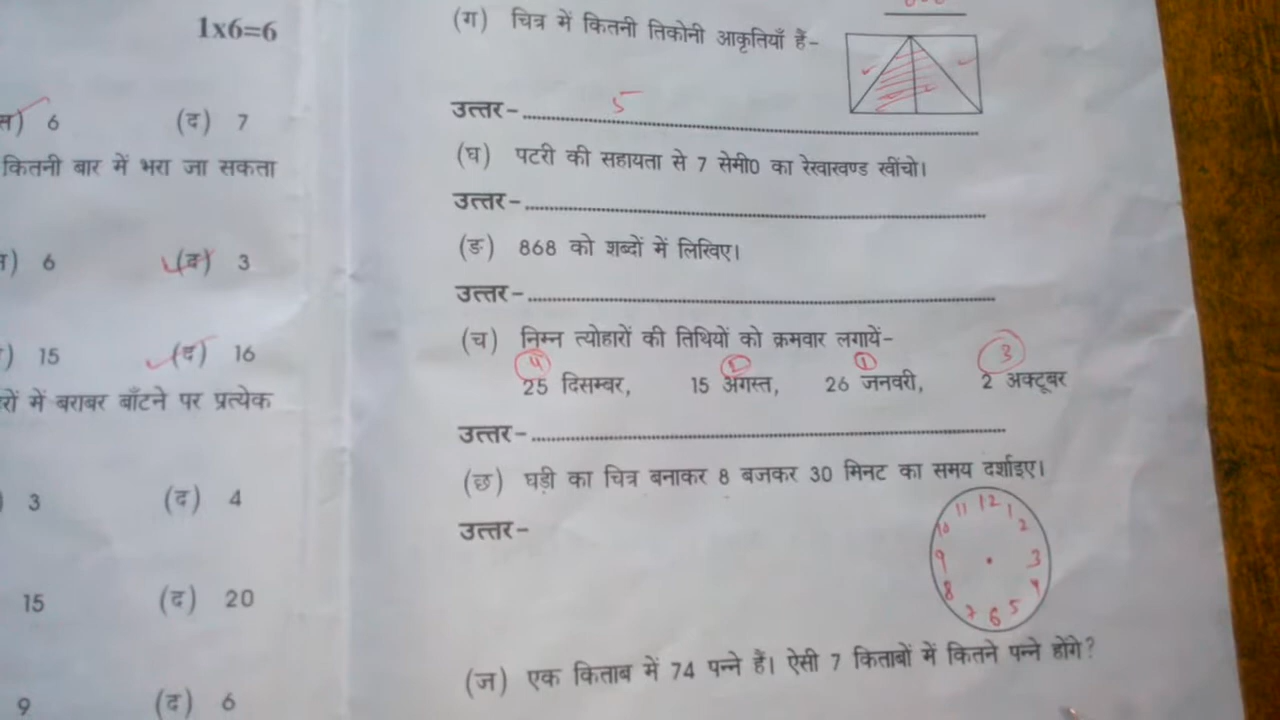 1x6=6
स) 6 (द) 7
कितनी बार में भरा जा सकता
6 (द) 3
15 (द) 16
बराबर बाँटने पर प्रत्येक
3 (द) 4
15 (द) 20
9 (द) 6
(ग) चित्र में कितनी तिकोनी आकृतियाँ हैं-
उत्तर- 5
(घ) पटरी की सहायता से 7 सेमी0 का रेखाखण्ड खींचो।
उत्तर-
(ङ) 868 को शब्दों में लिखिए।
उत्तर-
(च) निम्न त्योहारों की तिथियों को क्रमवार लगायें-
4 1 3
25 दिसम्बर, 15 अगस्त, 26 जनवरी, 2 अक्टूबर
उत्तर-
(छ) घड़ी का चित्र बनाकर 8 बजकर 30 मिनट का समय दर्शाइए।
उत्तर-
12 1 2 3 4 5 6 7 8 9 10 11
(ज) एक किताब में 74 पन्ने हैं। ऐसी 7 किताबों में कितने पन्ने होंगे?